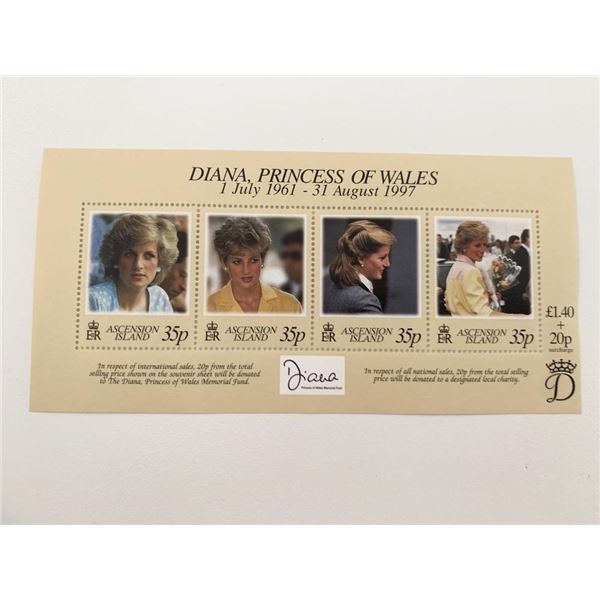 DIANA, PRINCESS OF WALES
1 July 1961 - 31 August 1997
EIIR ASCENSION ISLAND 35p
EIIR ASCENSION ISLAND 35p
EIIR ASCENSION ISLAND 35p
EIIR ASCENSION ISLAND 35p
£1.40
+
20p
surcharge
In respect of international sales, 20p from the total
selling price shown on the souvenir sheet will be donated
to The Diana, Princess of Wales Memorial Fund.
Diana
Princess of Wales Memorial Fund
In respect of all national sales, 20p from the total selling
price will be donated to a designated local charity.
D